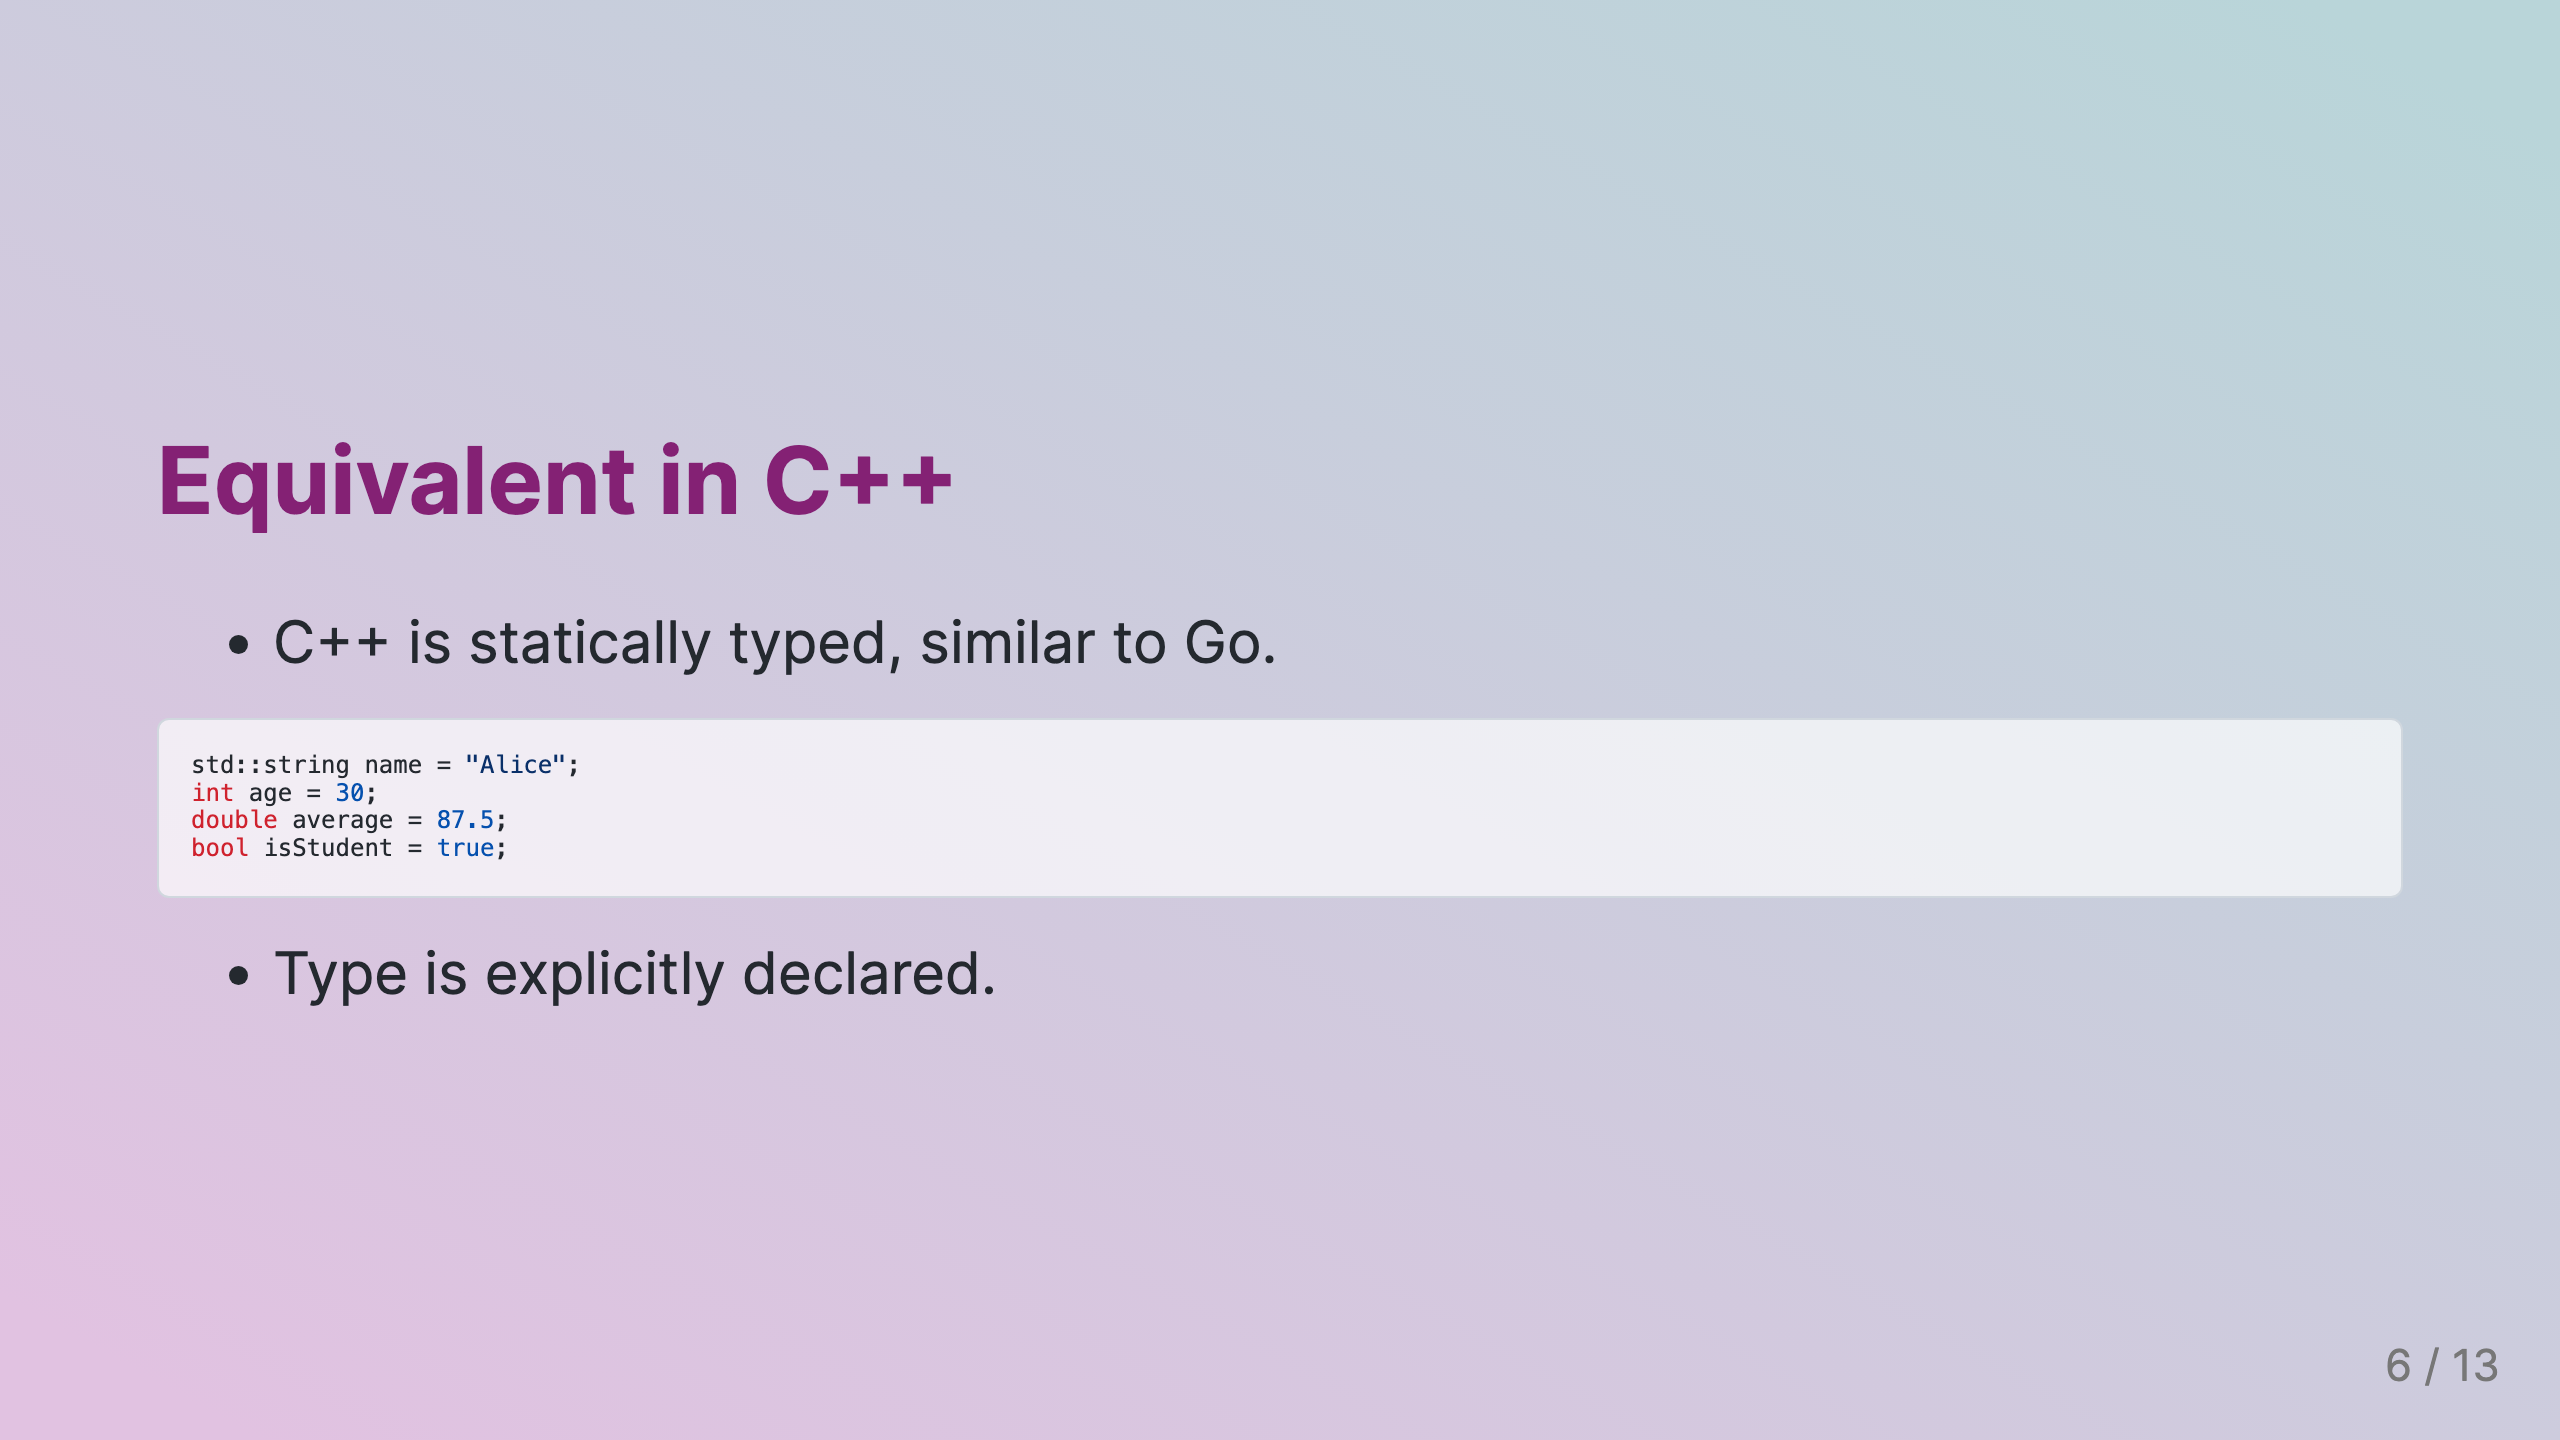 Equivalent in C++
• C++ is statically typed, similar to Go.
std::string name = "Alice";
int age = 30;
double average = 87.5;
bool isStudent = true;
• Type is explicitly declared.
6 / 13